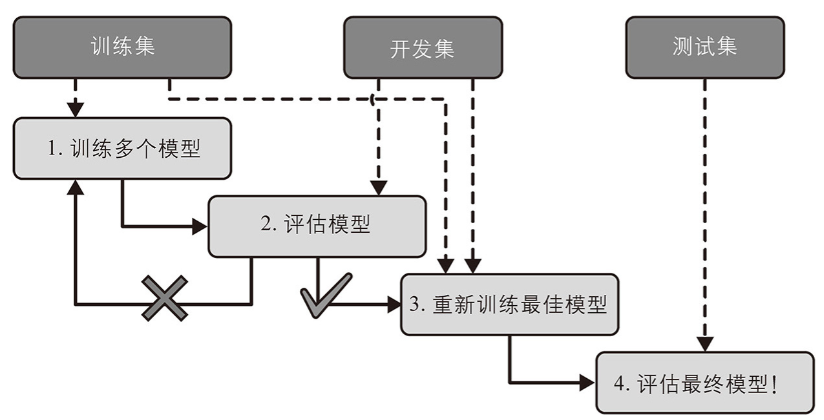 训练集
开发集
测试集
1. 训练多个模型
2. 评估模型
3. 重新训练最佳模型
4. 评估最终模型！